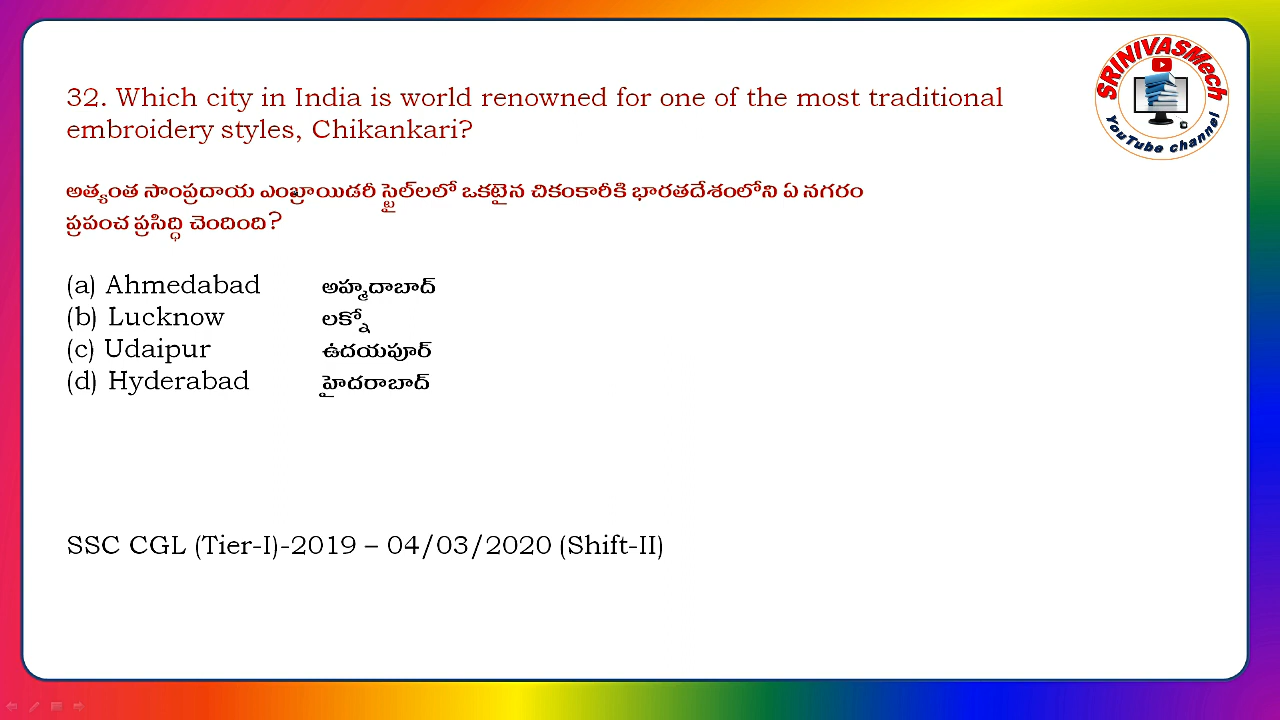 SRINIVASMech
YouTube channel
32. Which city in India is world renowned for one of the most traditional
embroidery styles, Chikankari?
అత్యంత సాంప్రదాయ ఎంబ్రాయిడరీ స్టైల్‌లలో ఒకటైన చికంకారీకి భారతదేశంలోని ఏ నగరం
ప్రపంచ ప్రసిద్ధి చెందింది?
(a) Ahmedabad అహ్మదాబాద్
(b) Lucknow లక్నో
(c) Udaipur ఉదయపూర్
(d) Hyderabad హైదరాబాద్
SSC CGL (Tier-I)-2019 – 04/03/2020 (Shift-II)